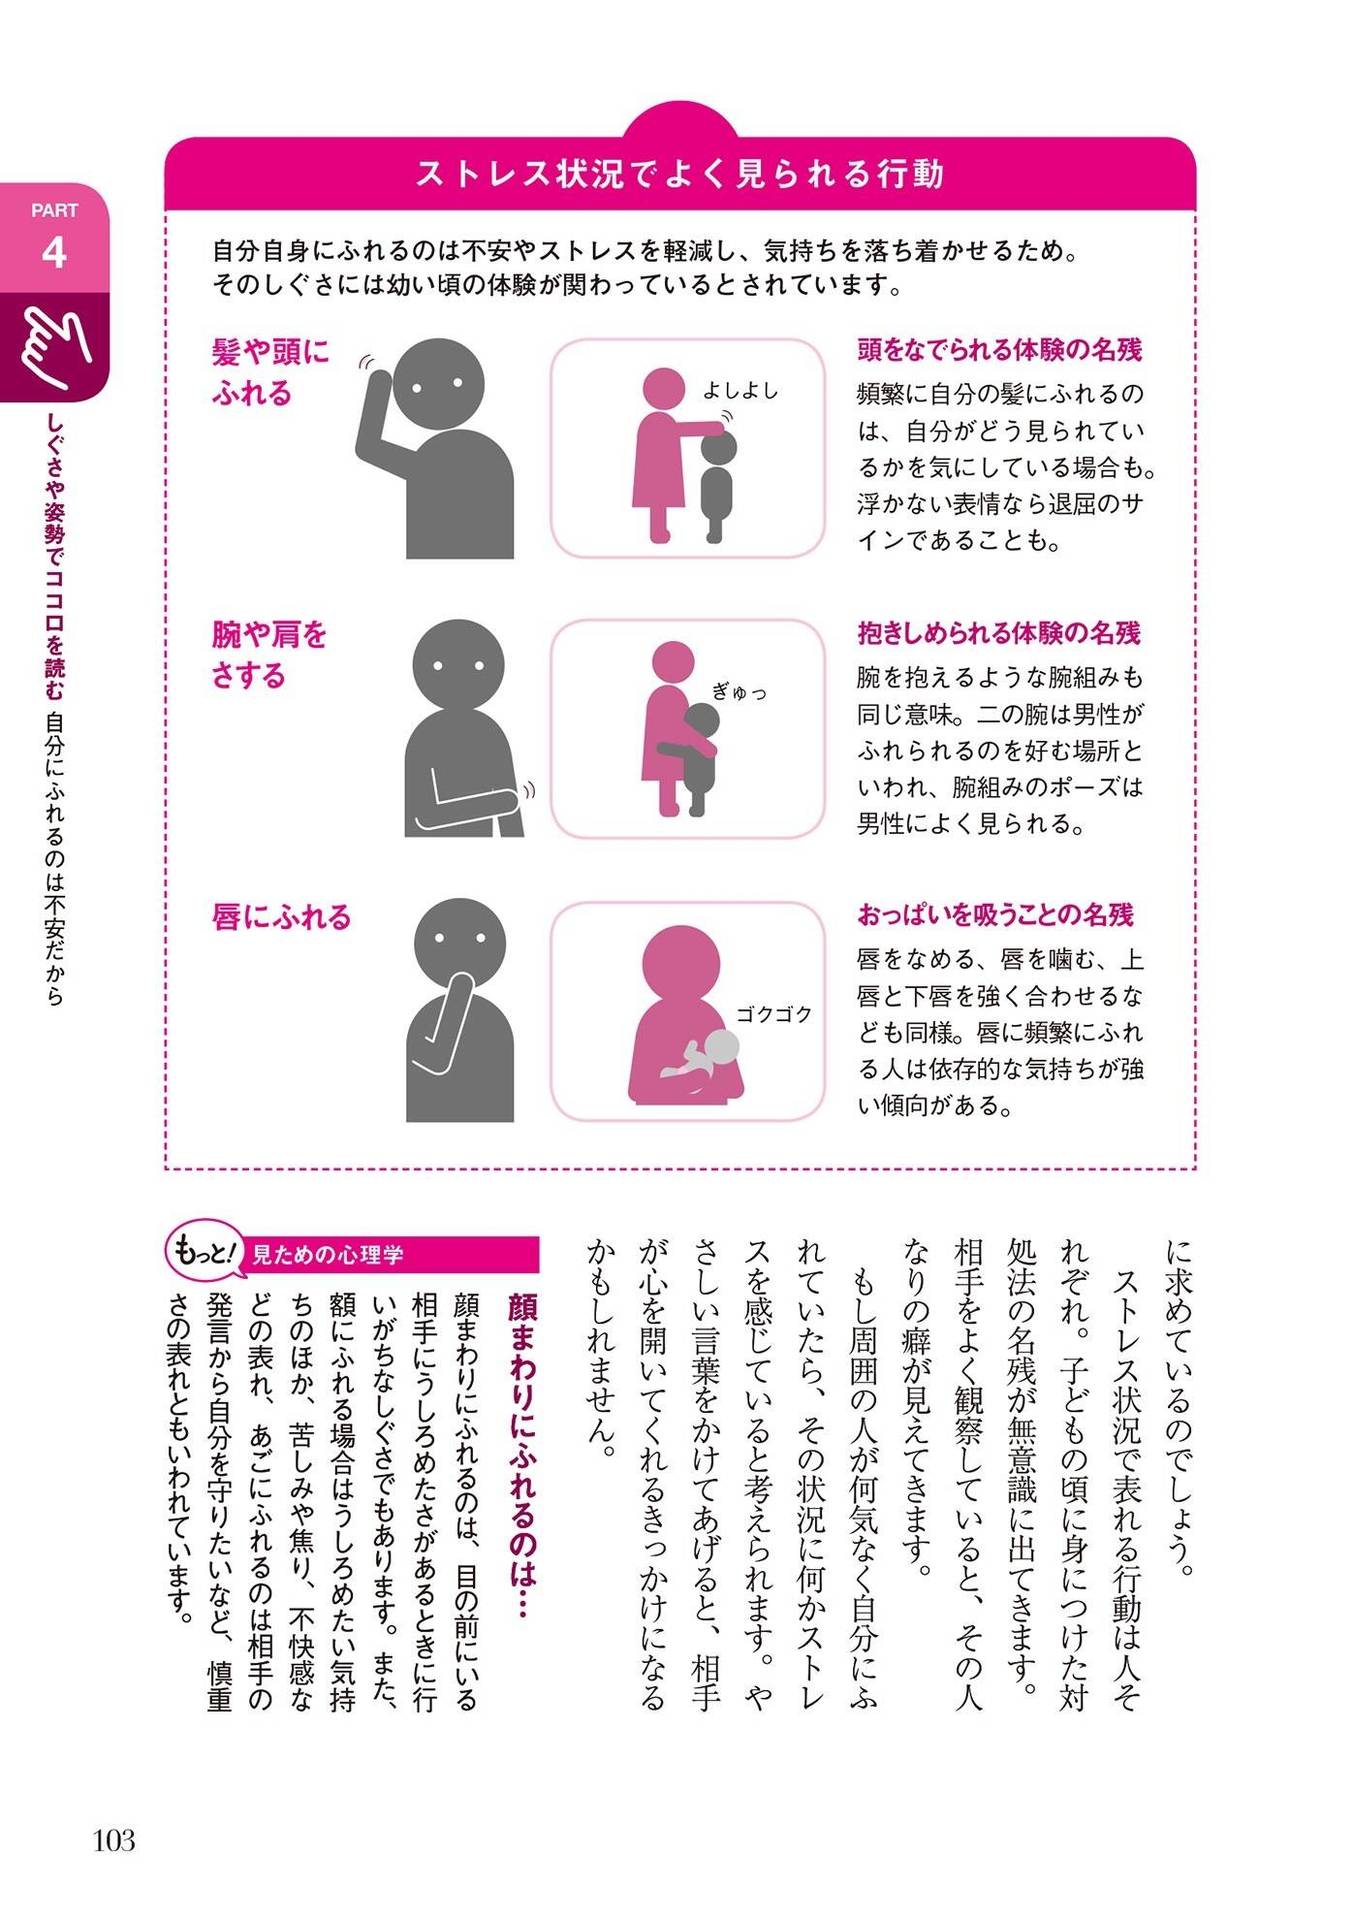 PART
4
しぐさや姿勢でココロを読む 自分にふれるのは不安だから
ストレス状況でよく見られる行動
自分自身にふれるのは不安やストレスを軽減し、気持ちを落ち着かせるため。
そのしぐさには幼い頃の体験が関わっているとされています。
髪や頭に
ふれる
よしよし
頭をなでられる体験の名残
頻繁に自分の髪にふれるの
は、自分がどう見られてい
るかを気にしている場合も。
浮かない表情なら退屈のサ
インであることも。
腕や肩を
さする
ぎゅっ
抱きしめられる体験の名残
腕を抱えるような腕組みも
同じ意味。二の腕は男性が
ふれられるのを好む場所と
いわれ、腕組みのポーズは
男性によく見られる。
唇にふれる
ゴクゴク
おっぱいを吸うことの名残
唇をなめる、唇を噛む、上
唇と下唇を強く合わせるな
ども同様。唇に頻繁にふれ
る人は依存的な気持ちが強
い傾向がある。
に求めているのでしょう。
ストレス状況で表れる行動は人そ
れぞれ。子どもの頃に身につけた対
処法の名残が無意識に出てきます。
相手をよく観察していると、その人
なりの癖が見えてきます。
もし周囲の人が何気なく自分にふ
れていたら、その状況に何かストレ
スを感じていると考えられます。や
さしい言葉をかけてあげると、相手
が心を開いてくれるきっかけになる
かもしれません。
もっと!
見ための心理学
顔まわりにふれるのは…
顔まわりにふれるのは、目の前にいる
相手にうしろめたさがあるときに行
いがちなしぐさでもあります。また、
額にふれる場合はうしろめたい気持
ちのほか、苦しみや焦り、不快感な
どの表れ、あごにふれるのは相手の
発言から自分を守りたいなど、慎重
さの表れともいわれています。
103